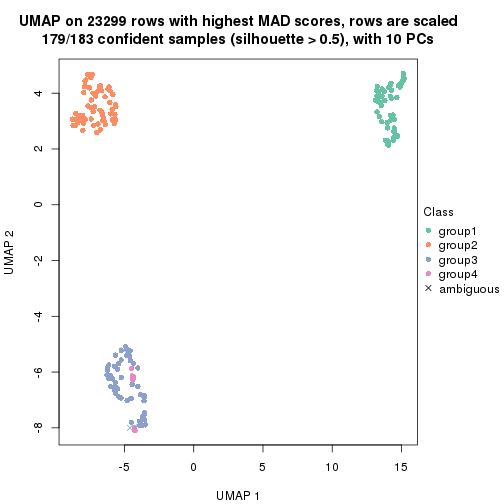 UMAP on 23299 rows with highest MAD scores, rows are scaled
179/183 confident samples (silhouette > 0.5), with 10 PCs
4
2
0
-2
-4
-6
-8
UMAP 2
-5
0
5
10
15
UMAP 1
Class
group1
group2
group3
group4
ambiguous